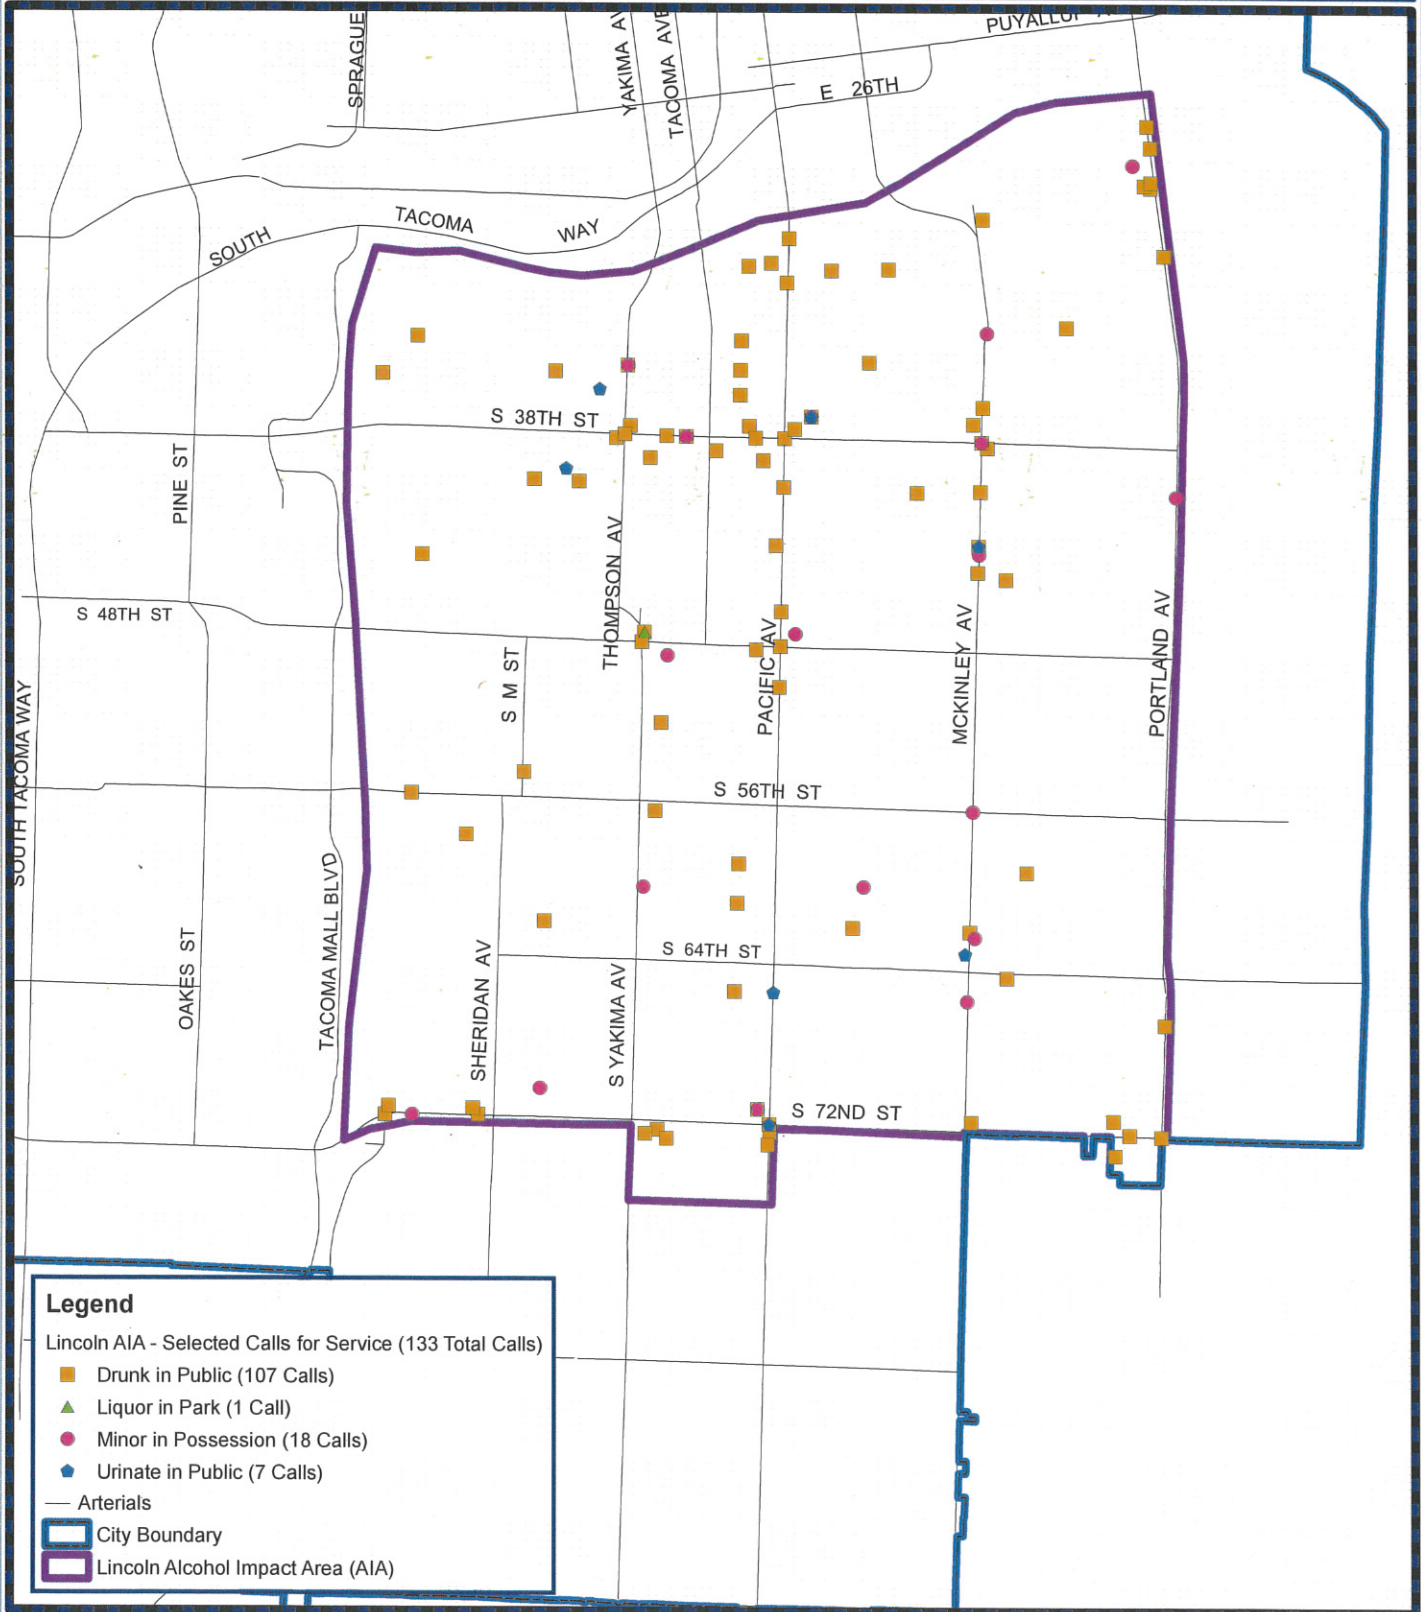 PUYALLUP
SPRAGUE
YAKIMA AV
TACOMA AVE
E 26TH
SOUTH TACOMA WAY
S 38TH ST
PINE ST
THOMPSON AV
S 48TH ST
S M ST
PACIFIC AV
MCKINLEY AV
PORTLAND AV
SOUTH TACOMA WAY
S 56TH ST
TACOMA MALL BLVD
OAKES ST
SHERIDAN AV
S 64TH ST
S YAKIMA AV
S 72ND ST
Legend
Lincoln AIA - Selected Calls for Service (133 Total Calls)
Drunk in Public (107 Calls)
Liquor in Park (1 Call)
Minor in Possession (18 Calls)
Urinate in Public (7 Calls)
Arterials
City Boundary
Lincoln Alcohol Impact Area (AIA)